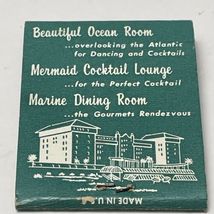 Beautiful Ocean Room
...overlooking the Atlantic
for Dancing and Cocktails
Mermaid Cocktail Lounge
...for the Perfect Cocktail
Marine Dining Room
...the Gourmets Rendezvous
MADE IN U.